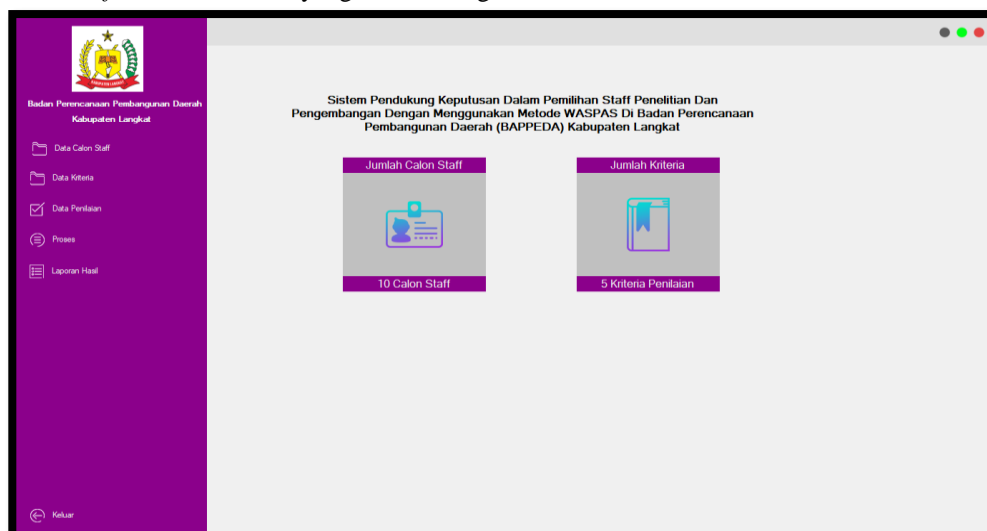 Badan Perencanaan Pembangunan Daerah
Kabupaten Langkat
Data Calon Staff
Data Kriteria
Data Penilaian
Proses
Laporan Hasil
Keluar
Sistem Pendukung Keputusan Dalam Pemilihan Staff Penelitian Dan
Pengembangan Dengan Menggunakan Metode WASPAS Di Badan Perencanaan
Pembangunan Daerah (BAPPEDA) Kabupaten Langkat
Jumlah Calon Staff
10 Calon Staff
Jumlah Kriteria
5 Kriteria Penilaian